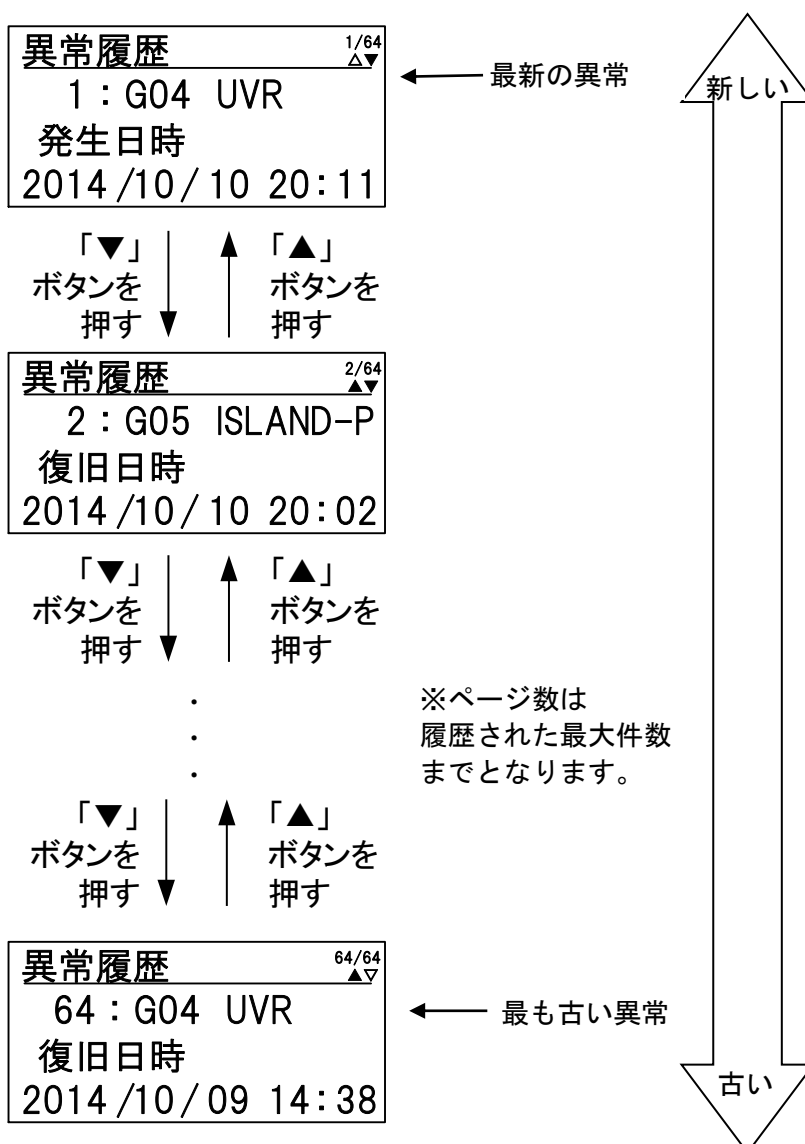 異常履歴 1/64
△▼
1：G04 UVR
発生日時
2014/10/10 20:11
最新の異常
新しい
「▼」
ボタンを
押す
「▲」
ボタンを
押す
異常履歴 2/64
▲▼
2：G05 ISLAND-P
復旧日時
2014/10/10 20:02
「▼」
ボタンを
押す
「▲」
ボタンを
押す
・
・
・
※ページ数は
履歴された最大件数
までとなります。
「▼」
ボタンを
押す
「▲」
ボタンを
押す
異常履歴 64/64
▲▽
64：G04 UVR
復旧日時
2014/10/09 14:38
最も古い異常
古い